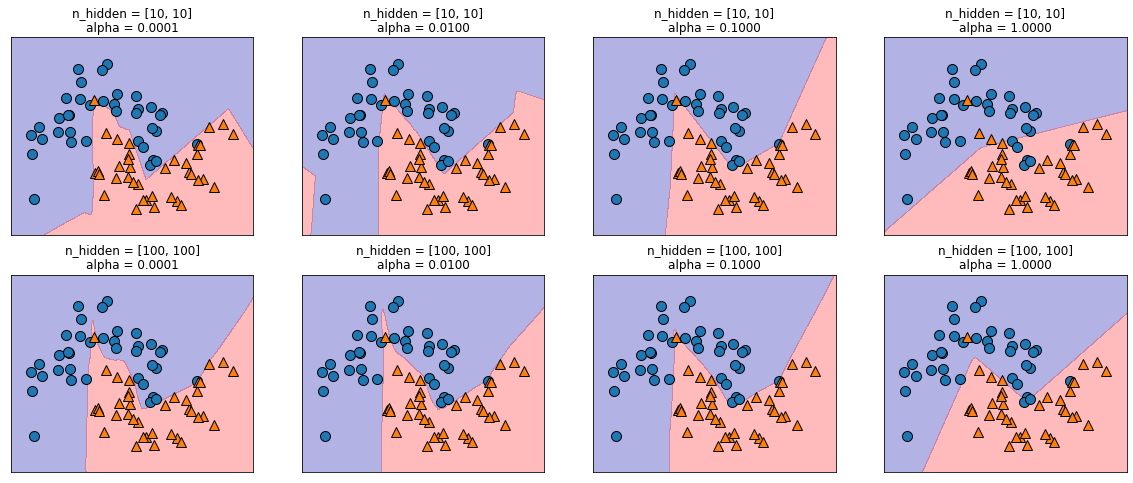 n_hidden = [10, 10]
alpha = 0.0001
n_hidden = [10, 10]
alpha = 0.0100
n_hidden = [10, 10]
alpha = 0.1000
n_hidden = [10, 10]
alpha = 1.0000
n_hidden = [100, 100]
alpha = 0.0001
n_hidden = [100, 100]
alpha = 0.0100
n_hidden = [100, 100]
alpha = 0.1000
n_hidden = [100, 100]
alpha = 1.0000